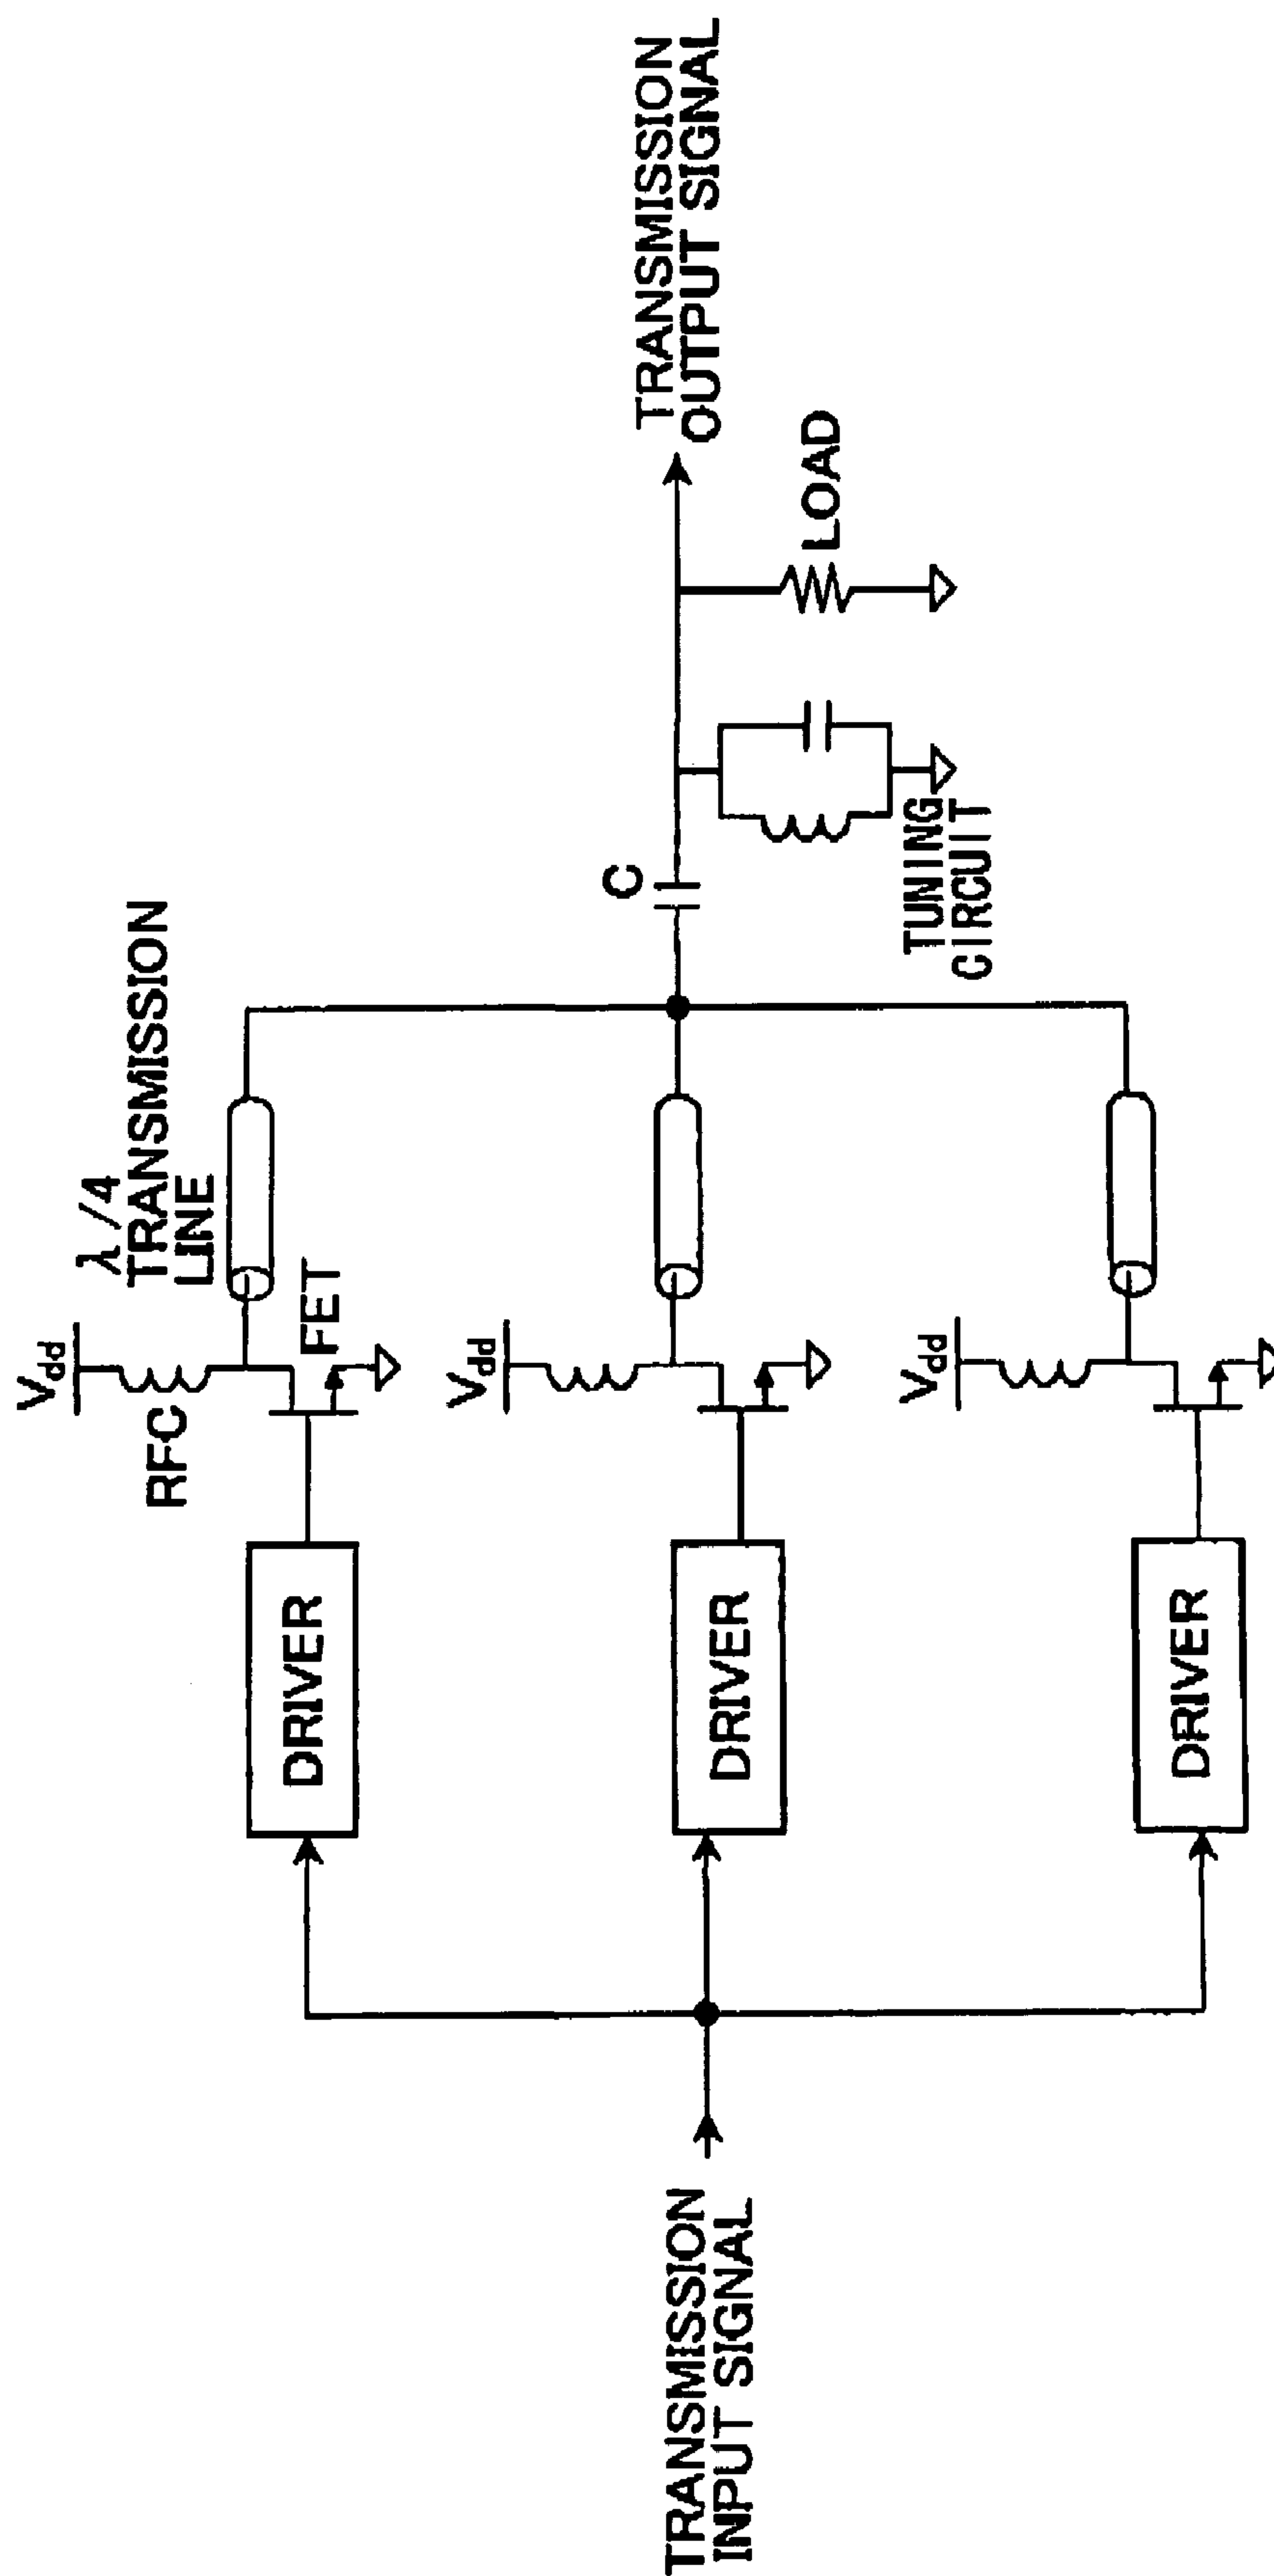 TRANSMISSION
INPUT SIGNAL
DRIVER
DRIVER
DRIVER
Vdd
RFC
FET
λ/4
TRANSMISSION
LINE
Vdd
Vdd
C
TUNING
CIRCUIT
LOAD
TRANSMISSION
OUTPUT SIGNAL